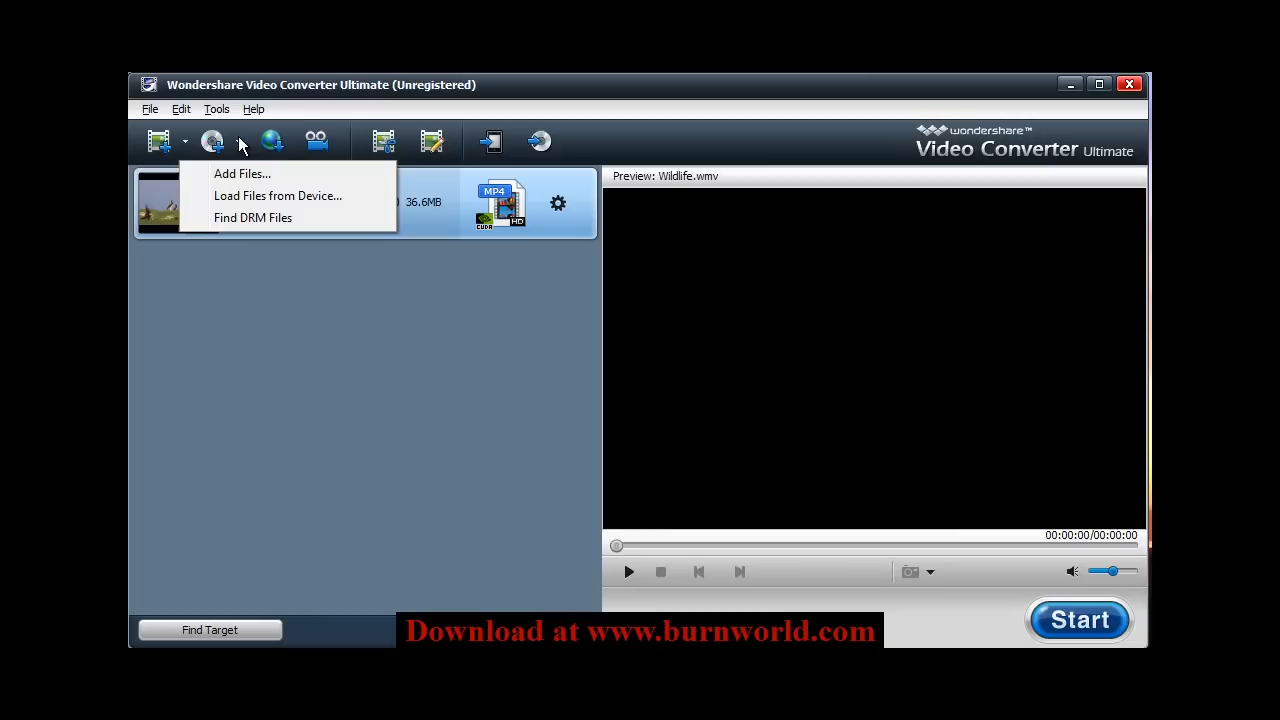 Wondershare Video Converter Ultimate (Unregistered)
File Edit Tools Help
wondershare™
Video Converter Ultimate
Add Files...
Load Files from Device...
Find DRM Files
36.6MB
MP4
CUDA
HD
Preview: Wildlife.wmv
00:00:00/00:00:00
Find Target
Start
Download at www.burnworld.com